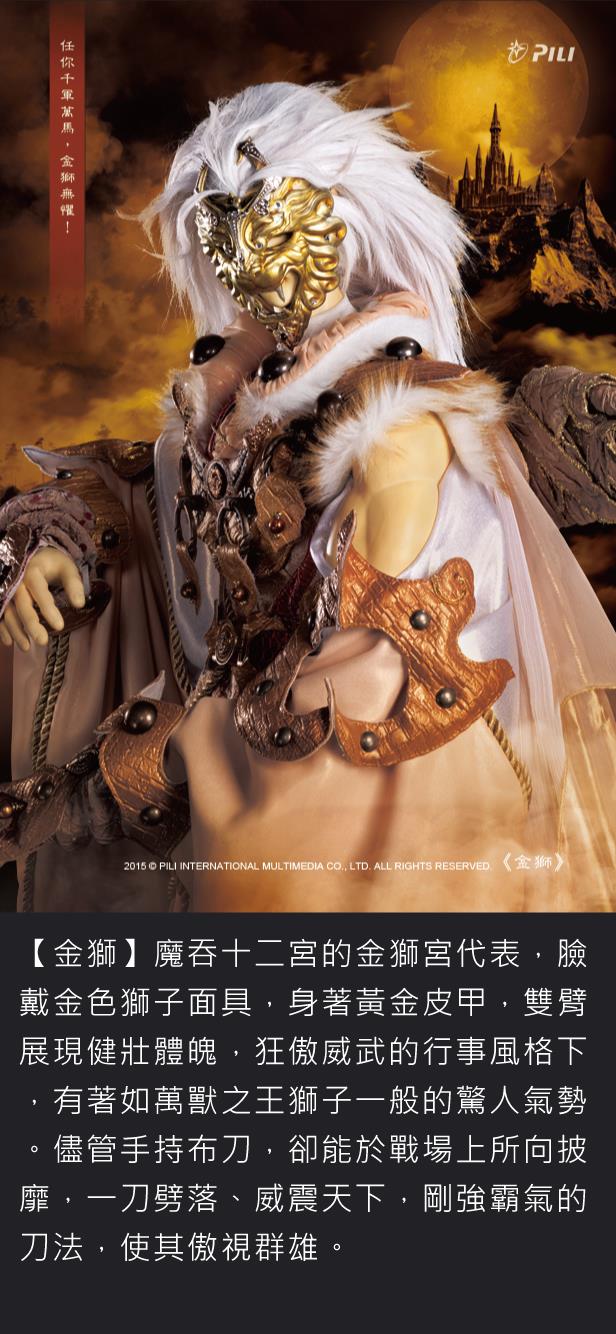 任你千軍萬馬，金獅無懼！
PILI
2015 © PILI INTERNATIONAL MULTIMEDIA CO., LTD. ALL RIGHTS RESERVED.
《金獅》
【金獅】魔吞十二宮的金獅宮代表，臉
戴金色獅子面具，身著黃金皮甲，雙臂
展現健壯體魄，狂傲威武的行事風格下
，有著如萬獸之王獅子一般的驚人氣勢
。儘管手持布刀，卻能於戰場上所向披
靡，一刀劈落、威震天下，剛強霸氣的
刀法，使其傲視群雄。